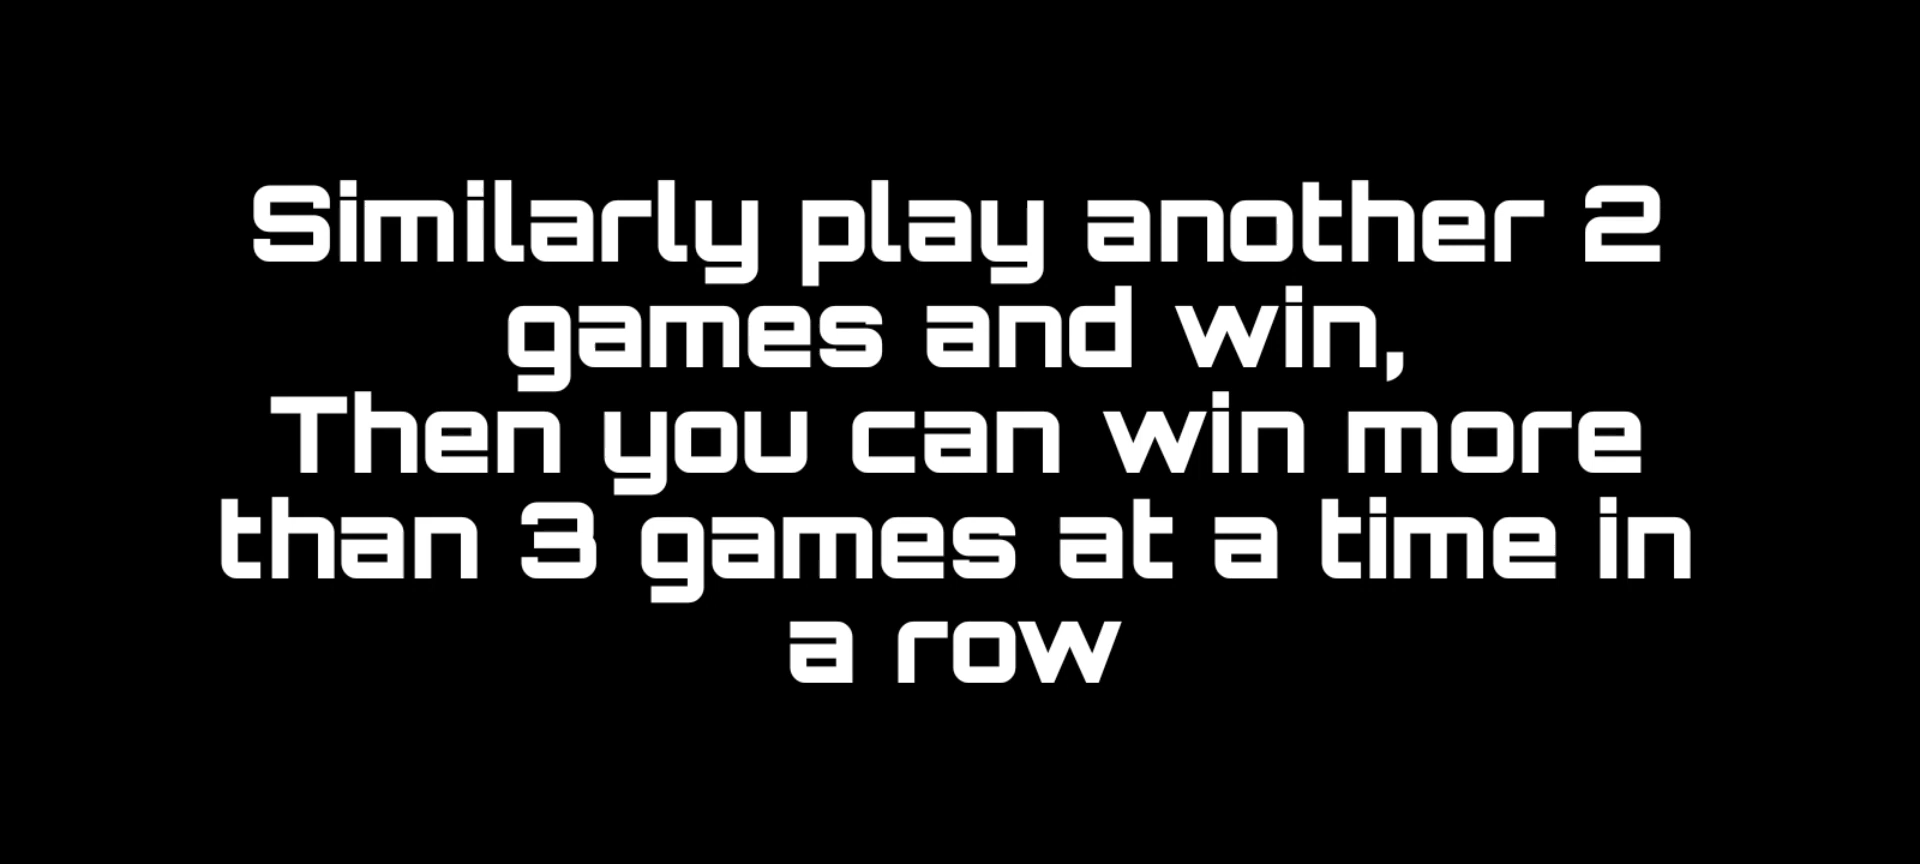 Similarly play another 2
games and win,
Then you can win more
than 3 games at a time in
a row